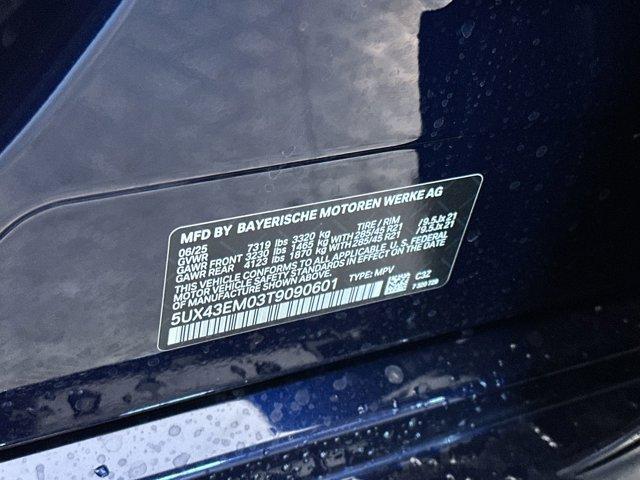 MFD BY BAYERISCHE MOTOREN WERKE AG
06/25 TIRE / RIM
GVWR 7319 lbs 3320 kg
GAWR FRONT 3230 lbs 1465 kg WITH 285/45 R21 /9.5Jx21
GAWR REAR 4123 lbs 1870 kg WITH 285/45 R21 /9.5Jx21
THIS VEHICLE CONFORMS TO ALL APPLICABLE U.S. FEDERAL
MOTOR VEHICLE SAFETY STANDARDS IN EFFECT ON THE DATE
OF MANUFACTURE SHOWN ABOVE.
5UX43EM03T9090601 TYPE: MPV
C3Z